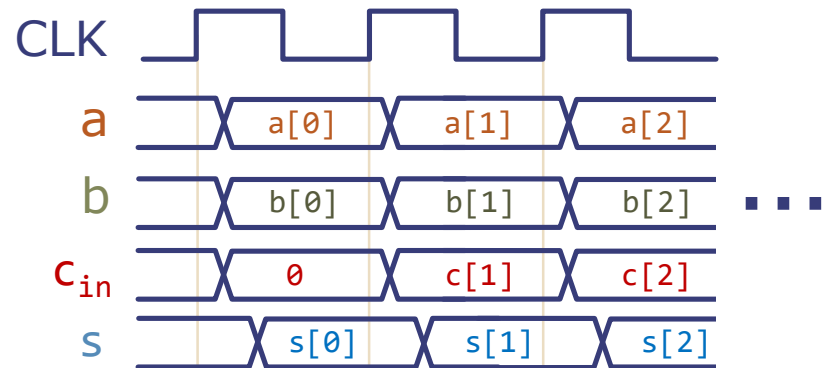 CLK
a a[0] a[1] a[2]
b b[0] b[1] b[2] ...
cin 0 c[1] c[2]
s s[0] s[1] s[2]